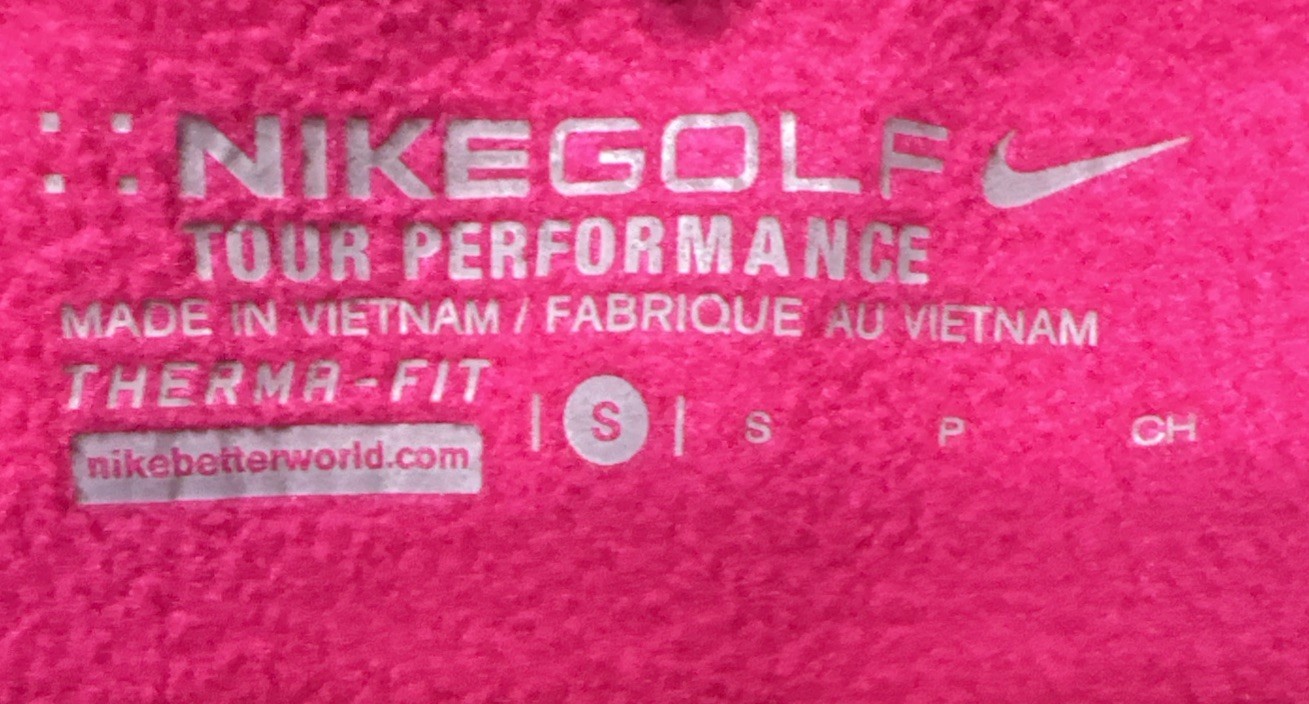 NIKEGOLF
TOUR PERFORMANCE
MADE IN VIETNAM / FABRIQUE AU VIETNAM
THERMA-FIT
nikebetterworld.com
| S | S P CH